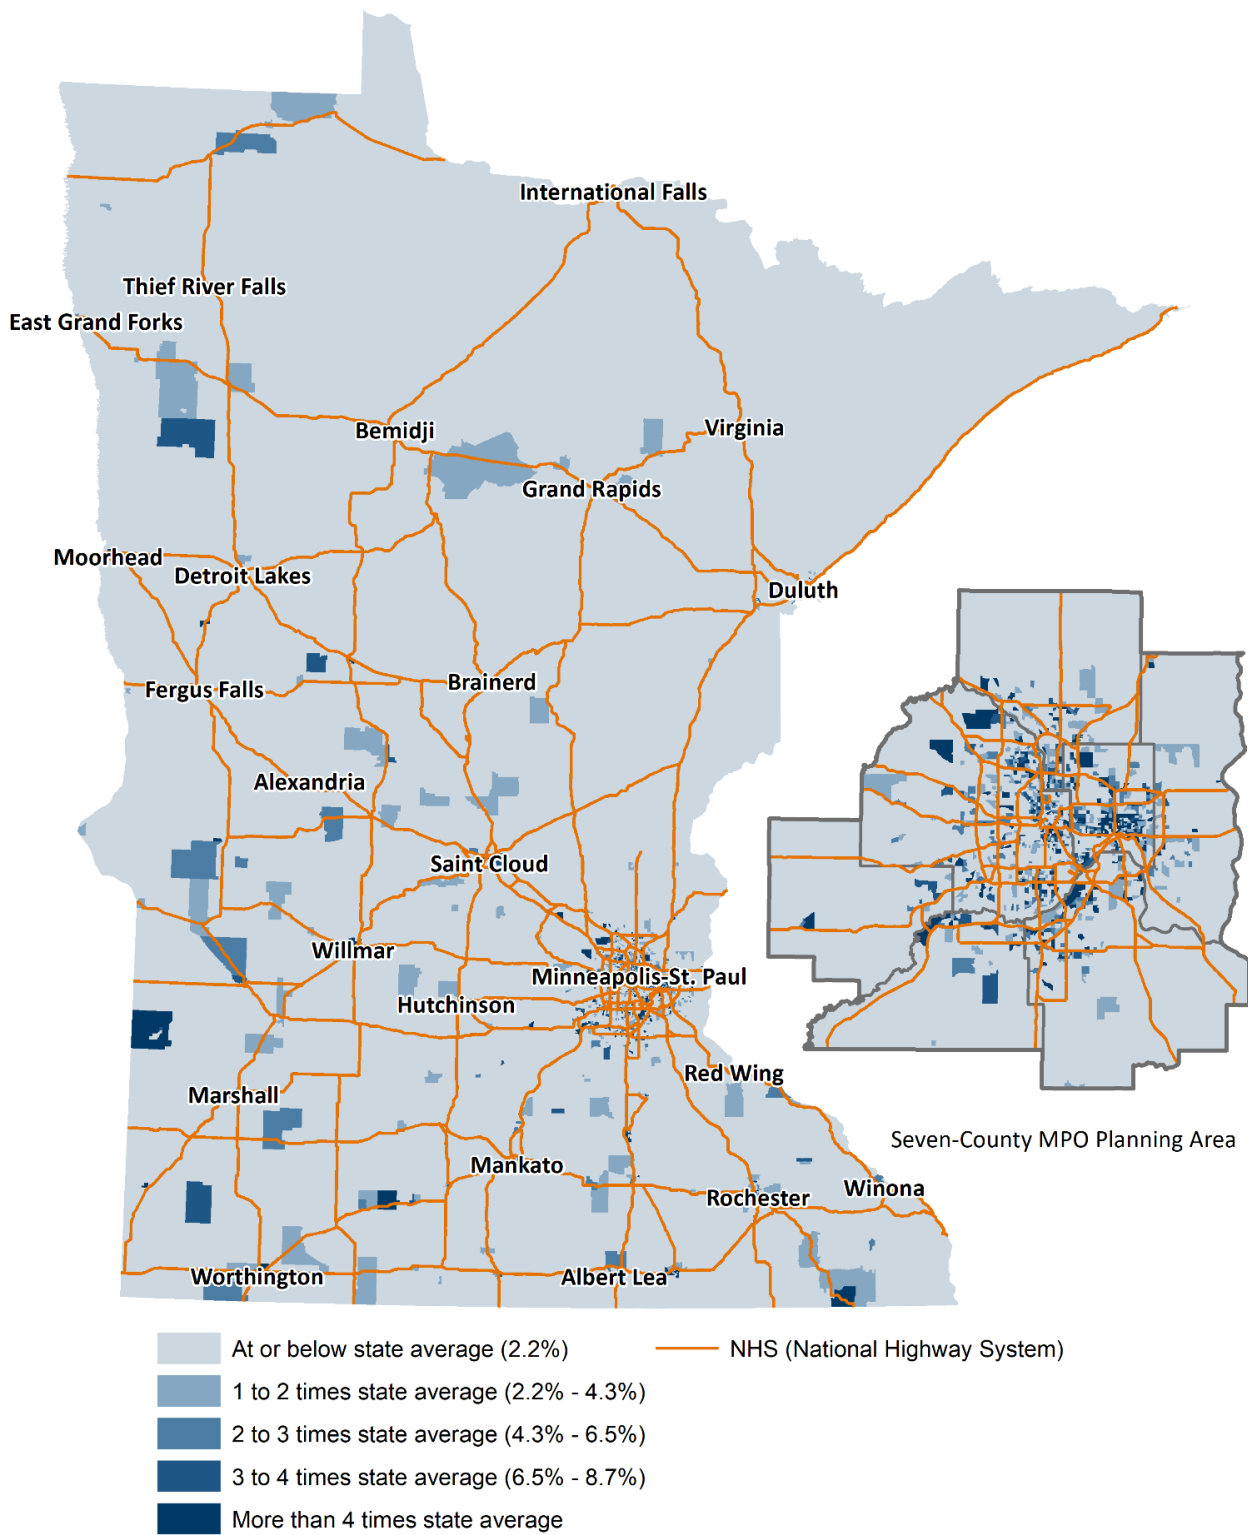 International Falls
Thief River Falls
East Grand Forks
Bemidji
Virginia
Grand Rapids
Moorhead
Detroit Lakes
Duluth
Fergus Falls
Brainerd
Alexandria
Saint Cloud
Willmar
Minneapolis-St. Paul
Hutchinson
Red Wing
Marshall
Seven-County MPO Planning Area
Mankato
Rochester
Winona
Worthington
Albert Lea
At or below state average (2.2%)
NHS (National Highway System)
1 to 2 times state average (2.2% - 4.3%)
2 to 3 times state average (4.3% - 6.5%)
3 to 4 times state average (6.5% - 8.7%)
More than 4 times state average